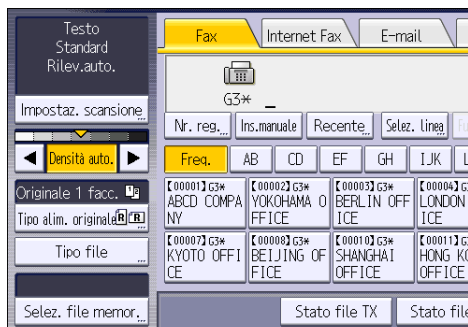 Testo
Standard
Rilev.auto.
Impostaz. scansione
Densità auto.
Originale 1 facc.
Tipo alim. originale
Tipo file
Selez. file memor.
Fax
Internet Fax
E-mail
G3* _
Nr. reg.
Ins.manuale
Recente
Selez. linea
Freq.
AB
CD
EF
GH
IJK
【00001】G3*
ABCD COMPA
NY
【00002】G3*
YOKOHAMA O
FFICE
【00003】G3*
BERLIN OFF
ICE
【00004】G3
LONDON
ICE
【00007】G3*
KYOTO OFFI
CE
【00008】G3*
BEIJING OF
FICE
【00010】G3*
SHANGHAI
OFFICE
【00011】G3
HONG KO
OFFICE
Stato file TX
Stato file